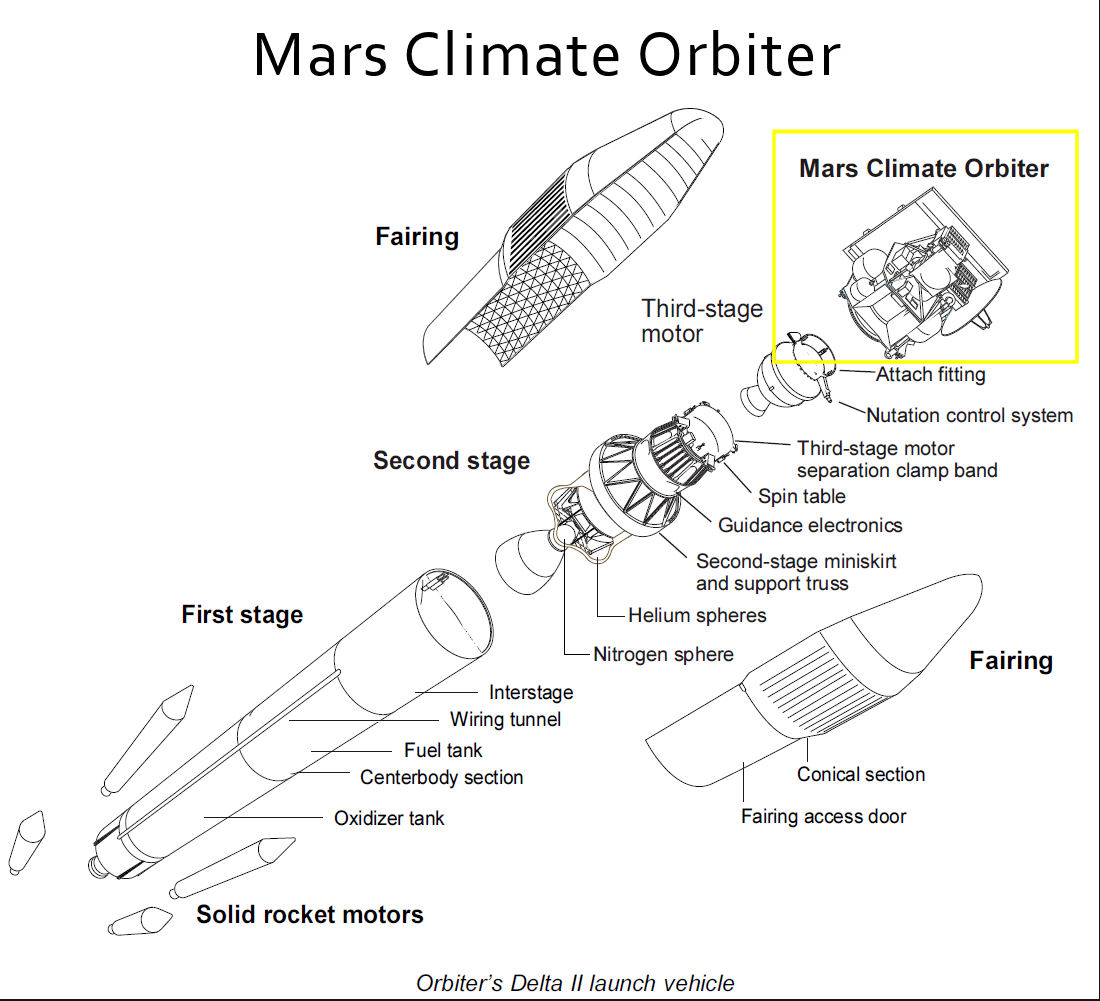 Mars Climate Orbiter
Mars Climate Orbiter
Fairing
Third-stage
motor
Attach fitting
Nutation control system
Second stage
Third-stage motor
separation clamp band
Spin table
Guidance electronics
Second-stage miniskirt
and support truss
First stage
Helium spheres
Nitrogen sphere
Fairing
Interstage
Wiring tunnel
Fuel tank
Centerbody section
Conical section
Oxidizer tank
Fairing access door
Solid rocket motors
Orbiter's Delta II launch vehicle